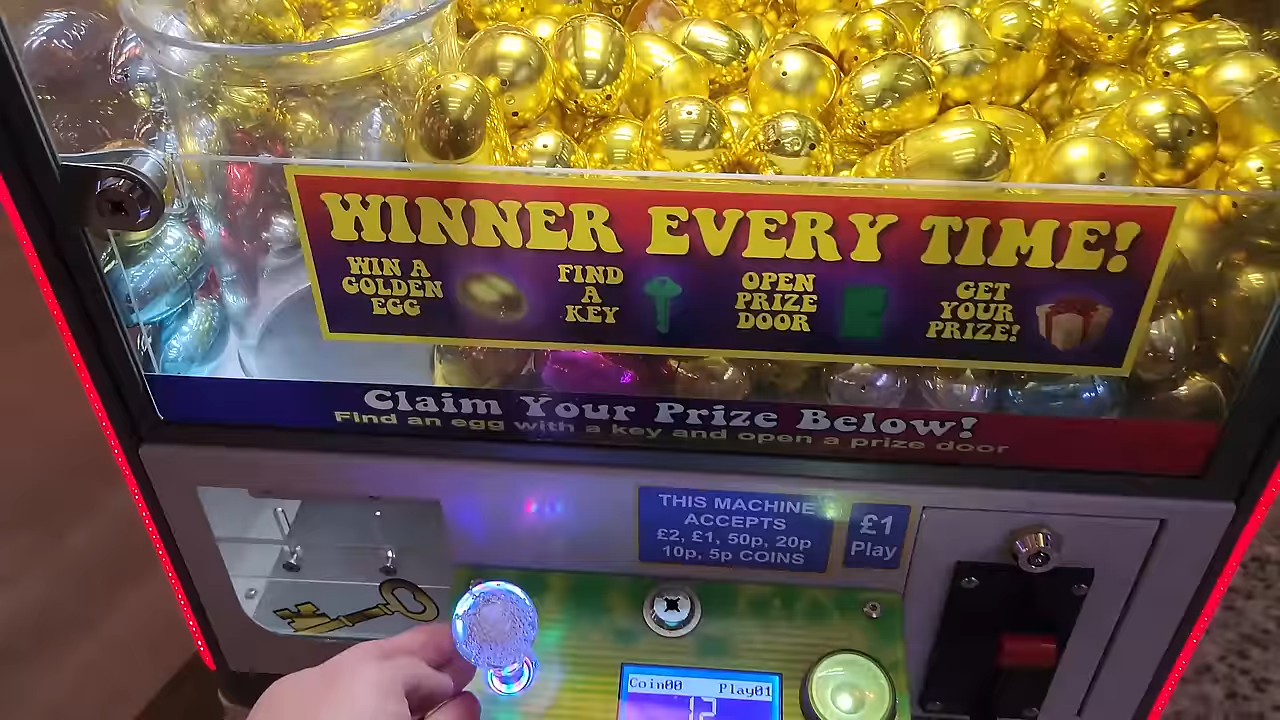 WINNER EVERY TIME!
WIN A
GOLDEN
EGG
FIND
A
KEY
OPEN
PRIZE
DOOR
GET
YOUR
PRIZE!
Claim Your Prize Below!
Find an egg with a key and open a prize door
THIS MACHINE
ACCEPTS
£2, £1, 50p, 20p
10p, 5p COINS
£1
Play
Coin00 Play01
12